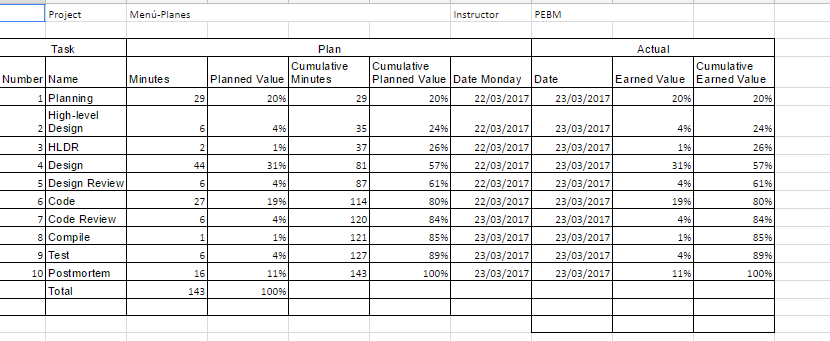 Project Menú-Planes Instructor PEBM
Task Plan Actual
Number Name Minutes Planned Value Cumulative Minutes Cumulative Planned Value Date Monday Date Earned Value Cumulative Earned Value
1 Planning 29 20% 29 20% 22/03/2017 23/03/2017 20% 20%
2 High-level Design 6 4% 35 24% 22/03/2017 23/03/2017 4% 24%
3 HLDR 2 1% 37 26% 22/03/2017 23/03/2017 1% 26%
4 Design 44 31% 81 57% 22/03/2017 23/03/2017 31% 57%
5 Design Review 6 4% 87 61% 22/03/2017 23/03/2017 4% 61%
6 Code 27 19% 114 80% 22/03/2017 23/03/2017 19% 80%
7 Code Review 6 4% 120 84% 23/03/2017 23/03/2017 4% 84%
8 Compile 1 1% 121 85% 23/03/2017 23/03/2017 1% 85%
9 Test 6 4% 127 89% 23/03/2017 23/03/2017 4% 89%
10 Postmortem 16 11% 143 100% 23/03/2017 23/03/2017 11% 100%
Total 143 100%